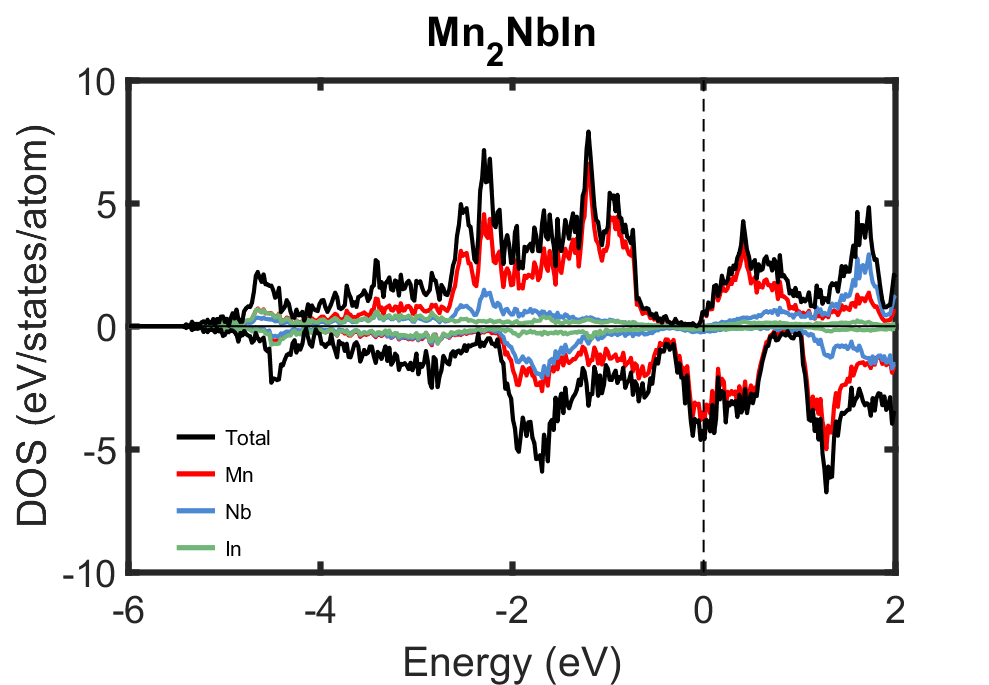 Mn₂NbIn
10
5
0
-5
-10
DOS (eV/states/atom)
Total
Mn
Nb
In
-6 -4 -2 0 2
Energy (eV)